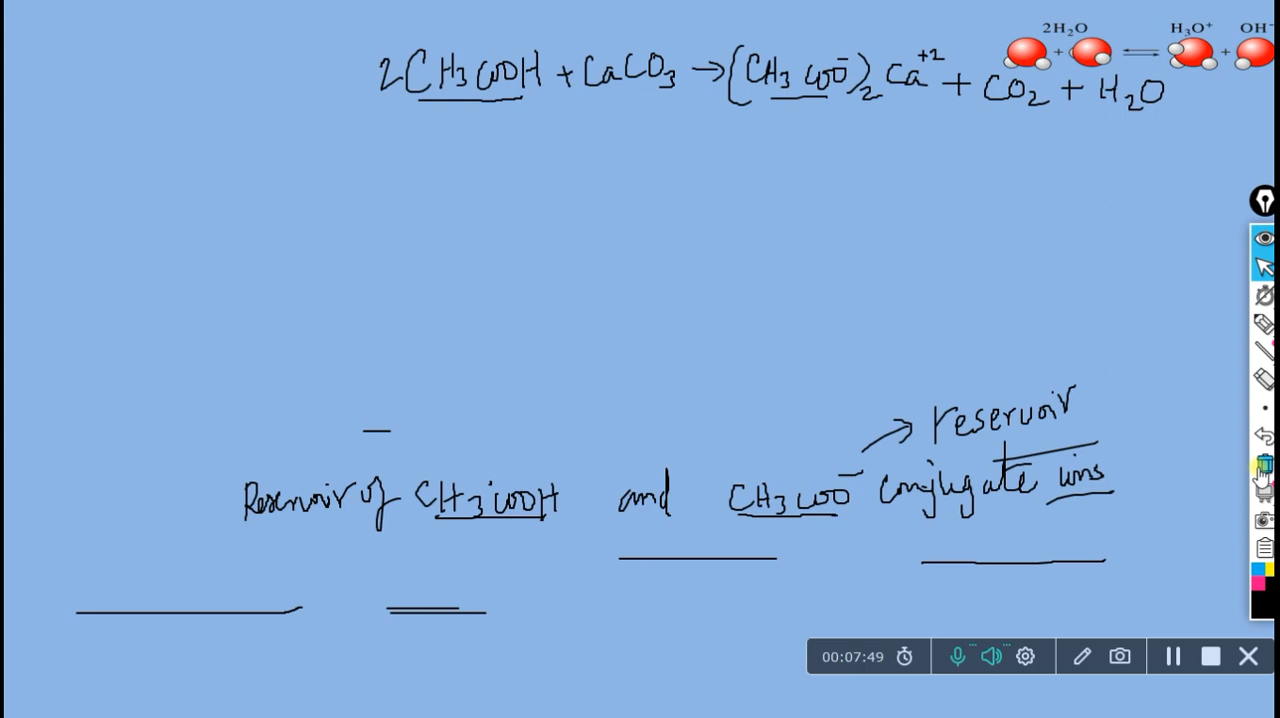 2H₂O H₃O⁺ OH⁻
+ ⇌ +
2CH3COOH + CaCO3 → (CH3COO⁻)2 Ca+2 + CO2 + H2O
→ reservoir
Reservoir of CH3COOH and CH3COO⁻ conjugate ions
00:07:49